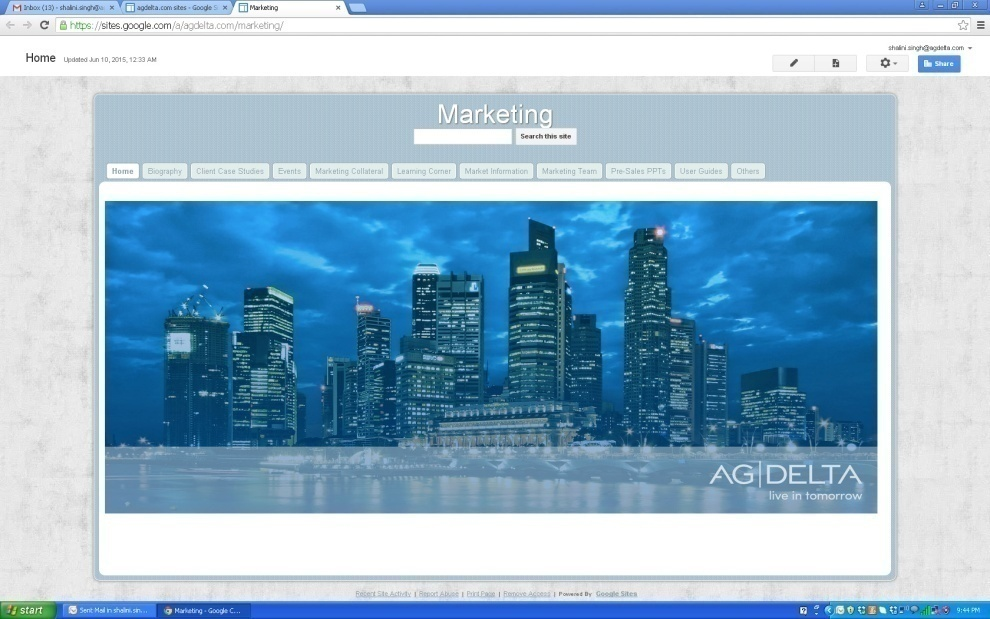 Inbox (13) - shalini.singh@a
agdelta.com sites - Google S
Marketing
https://sites.google.com/a/agdelta.com/marketing/
shalini.singh@agdelta.com
Home
Updated Jun 10, 2015, 12:33 AM
Share
Marketing
Search this site
Home
Biography
Client Case Studies
Events
Marketing Collateral
Learning Corner
Market Information
Marketing Team
Pre-Sales PPTs
User Guides
Others
AG|DELTA
live in tomorrow
Recent Site Activity | Report Abuse | Print Page | Remove Access | Powered By Google Sites
start
Sent Mail in shalini.sin...
Marketing - Google C...
9:44 PM